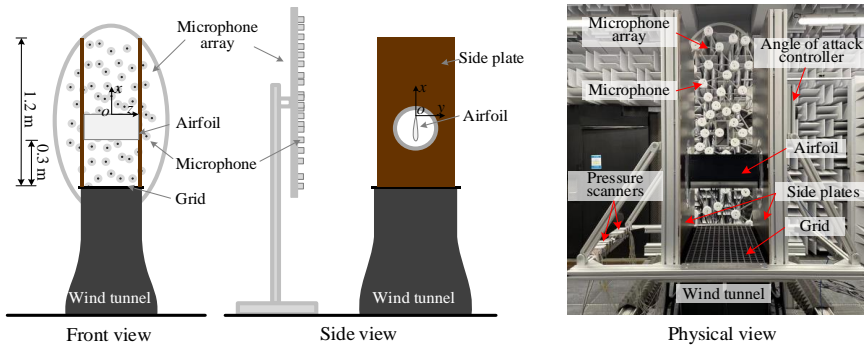 Microphone
array
x
O
z
Airfoil
1.2 m
0.3 m
Microphone
Grid
Wind tunnel
Front view
Side plate
x
O
y
Airfoil
Wind tunnel
Side view
Microphone
array
Angle of attack
controller
Microphone
Airfoil
Pressure
scanners
Side plates
Grid
Wind tunnel
Physical view